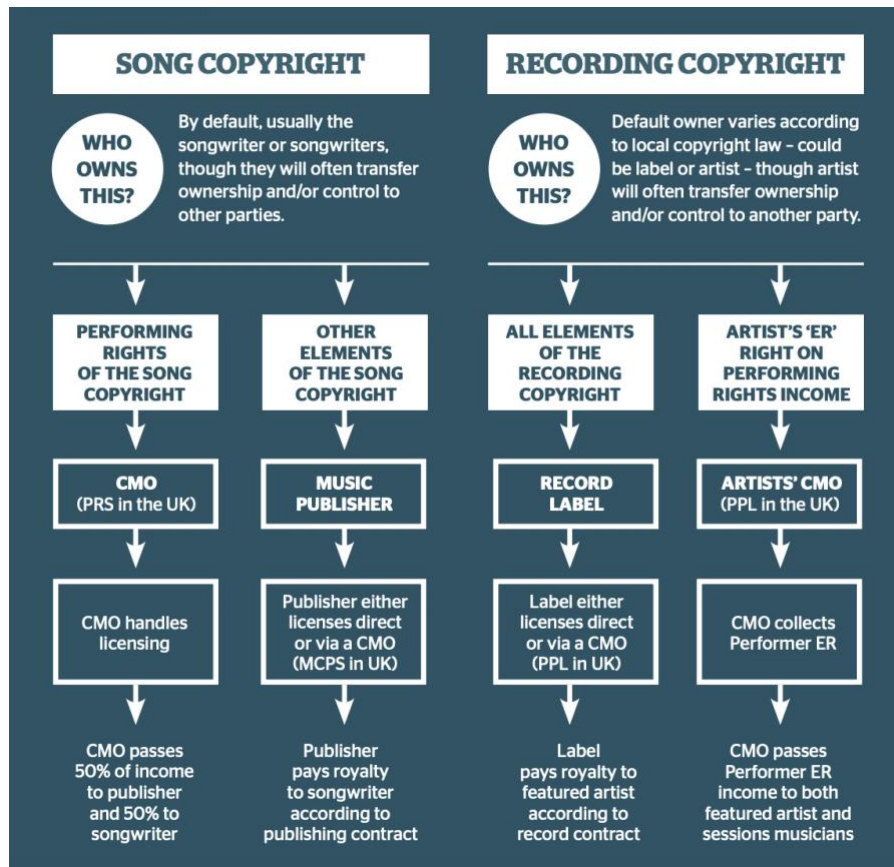 SONG COPYRIGHT
WHO
OWNS
THIS?
By default, usually the
songwriter or songwriters,
though they will often transfer
ownership and/or control to
other parties.
PERFORMING
RIGHTS
OF THE SONG
COPYRIGHT
CMO
(PRS in the UK)
CMO handles
licensing
CMO passes
50% of income
to publisher
and 50% to
songwriter
OTHER
ELEMENTS
OF THE SONG
COPYRIGHT
MUSIC
PUBLISHER
Publisher either
licenses direct
or via a CMO
(MCPS in UK)
Publisher
pays royalty
to songwriter
according to
publishing contract
RECORDING COPYRIGHT
WHO
OWNS
THIS?
Default owner varies according
to local copyright law – could
be label or artist – though artist
will often transfer ownership
and/or control to another party.
ALL ELEMENTS
OF THE
RECORDING
COPYRIGHT
RECORD
LABEL
Label either
licenses direct
or via a CMO
(PPL in UK)
Label
pays royalty to
featured artist
according to
record contract
ARTIST'S ‘ER’
RIGHT ON
PERFORMING
RIGHTS INCOME
ARTISTS' CMO
(PPL in the UK)
CMO collects
Performer ER
CMO passes
Performer ER
income to both
featured artist and
sessions musicians